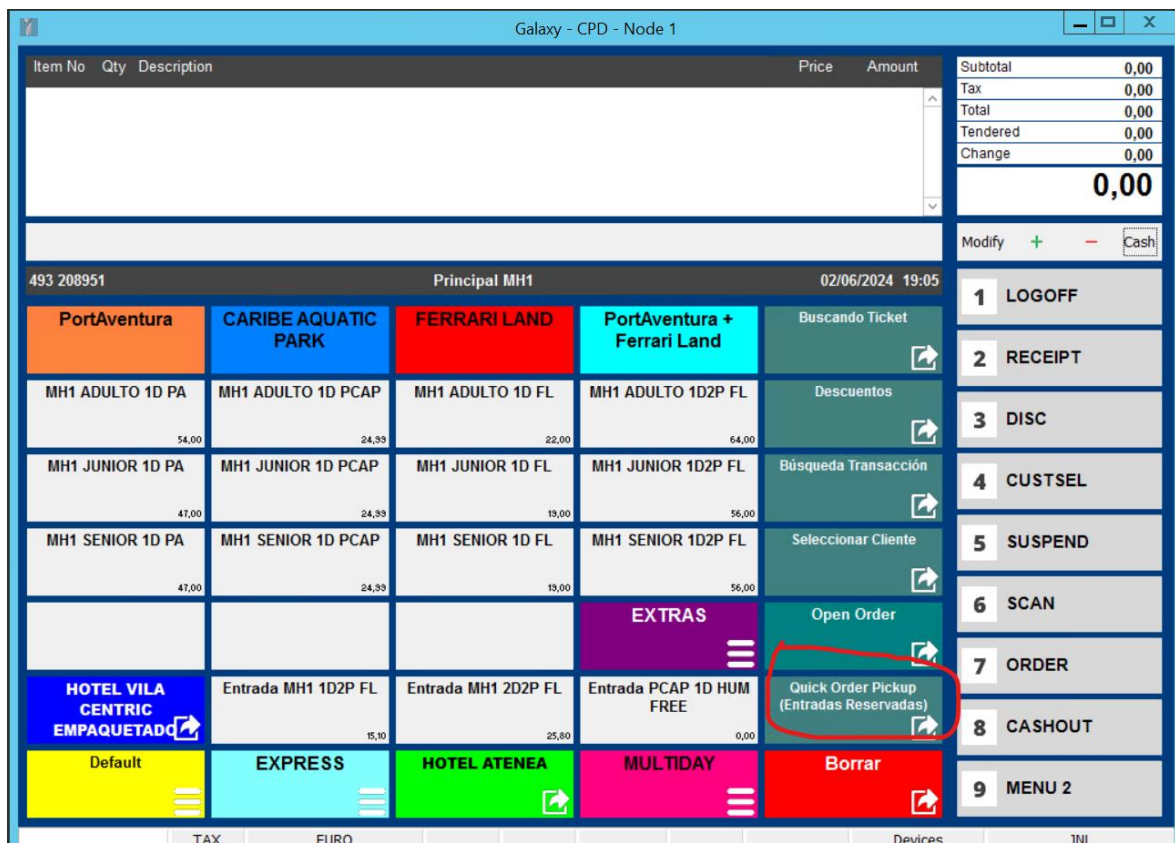 Galaxy - CPD - Node 1
Item No Qty Description Price Amount
Subtotal 0,00
Tax 0,00
Total 0,00
Tendered 0,00
Change 0,00
0,00
Modify + − Cash
493 208951 Principal MH1 02/06/2024 19:05
PortAventura
CARIBE AQUATIC
PARK
FERRARI LAND
PortAventura +
Ferrari Land
Buscando Ticket
MH1 ADULTO 1D PA
54,00
MH1 ADULTO 1D PCAP
24,99
MH1 ADULTO 1D FL
22,00
MH1 ADULTO 1D2P FL
64,00
Descuentos
MH1 JUNIOR 1D PA
47,00
MH1 JUNIOR 1D PCAP
24,99
MH1 JUNIOR 1D FL
19,00
MH1 JUNIOR 1D2P FL
56,00
Búsqueda Transacción
MH1 SENIOR 1D PA
47,00
MH1 SENIOR 1D PCAP
24,99
MH1 SENIOR 1D FL
19,00
MH1 SENIOR 1D2P FL
56,00
Seleccionar Cliente
EXTRAS
Open Order
HOTEL VILA
CENTRIC
EMPAQUETADO
Entrada MH1 1D2P FL
15,10
Entrada MH1 2D2P FL
25,80
Entrada PCAP 1D HUM
FREE
0,00
Quick Order Pickup
(Entradas Reservadas)
Default
EXPRESS
HOTEL ATENEA
MULTIDAY
Borrar
1 LOGOFF
2 RECEIPT
3 DISC
4 CUSTSEL
5 SUSPEND
6 SCAN
7 ORDER
8 CASHOUT
9 MENU 2
TAX EURO Devices JNL